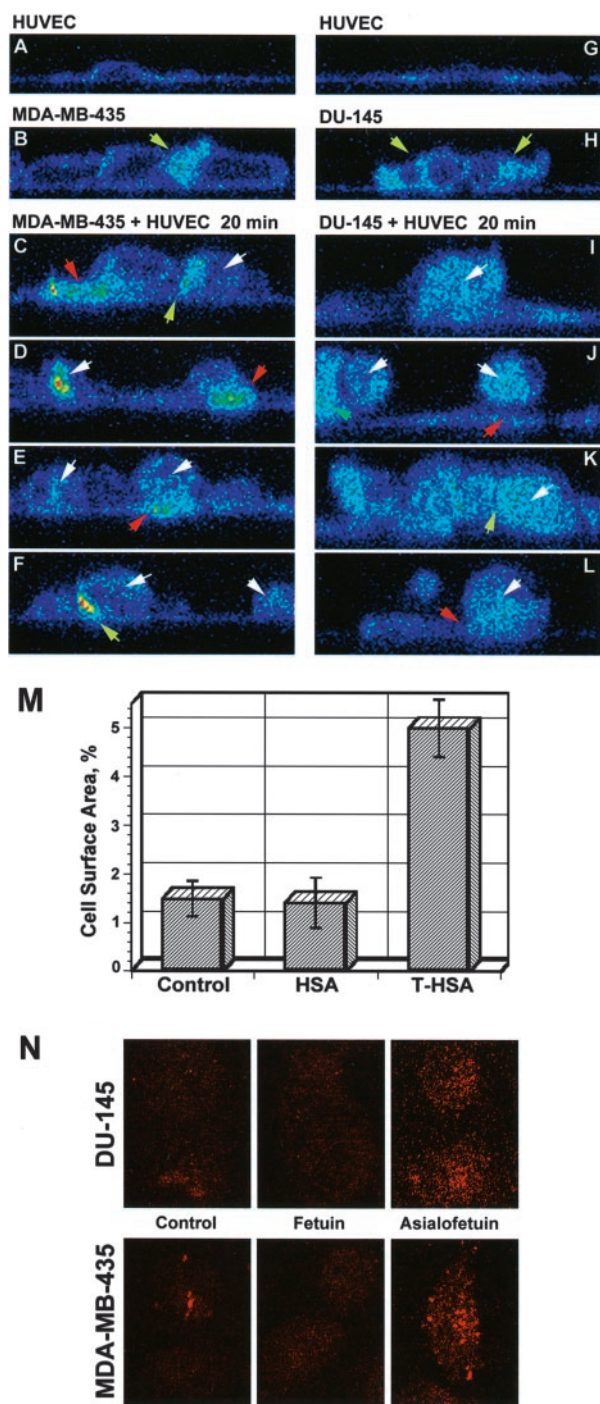 HUVEC
A
MDA-MB-435
B
MDA-MB-435 + HUVEC 20 min
C
D
E
F
HUVEC
G
DU-145
H
DU-145 + HUVEC 20 min
I
J
K
L
M
Cell Surface Area, %
5
4
3
2
1
0
Control HSA T-HSA
N
DU-145
Control Fetuin Asialofetuin
MDA-MB-435